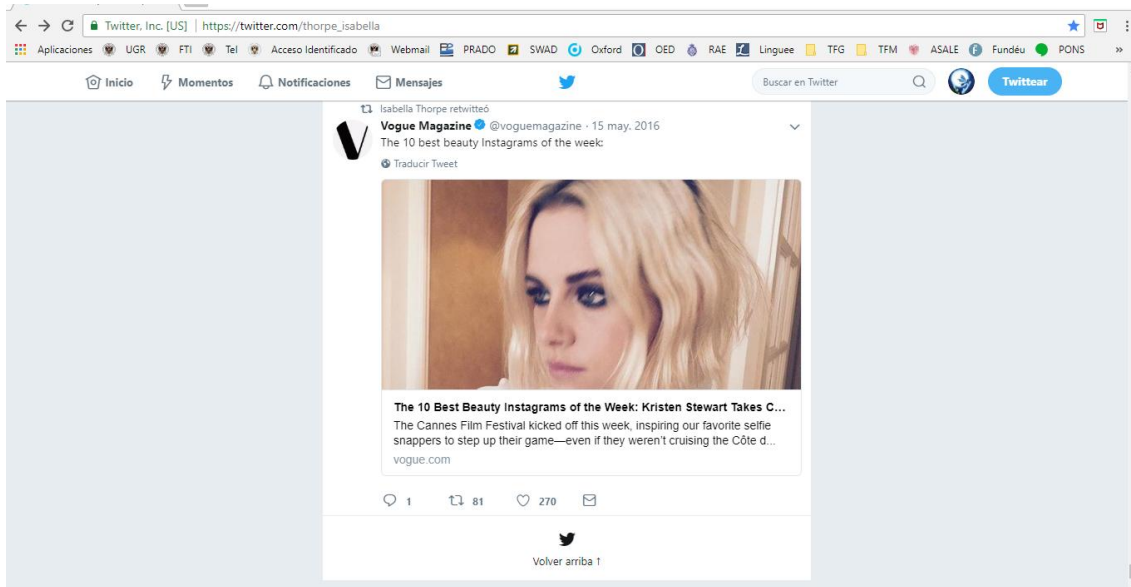 Twitter, Inc. [US] | https://twitter.com/thorpe_isabella
Aplicaciones UGR FTI Tel Acceso Identificado Webmail PRADO SWAD Oxford OED RAE Linguee TFG TFM ASALE Fundéu PONS »
Inicio Momentos Notificaciones Mensajes Buscar en Twitter Twittear
Isabella Thorpe retwitteó
Vogue Magazine @voguemagazine · 15 may. 2016
The 10 best beauty Instagrams of the week:
Traducir Tweet
The 10 Best Beauty Instagrams of the Week: Kristen Stewart Takes C...
The Cannes Film Festival kicked off this week, inspiring our favorite selfie
snappers to step up their game—even if they weren't cruising the Côte d...
vogue.com
1 81 270
Volver arriba ↑